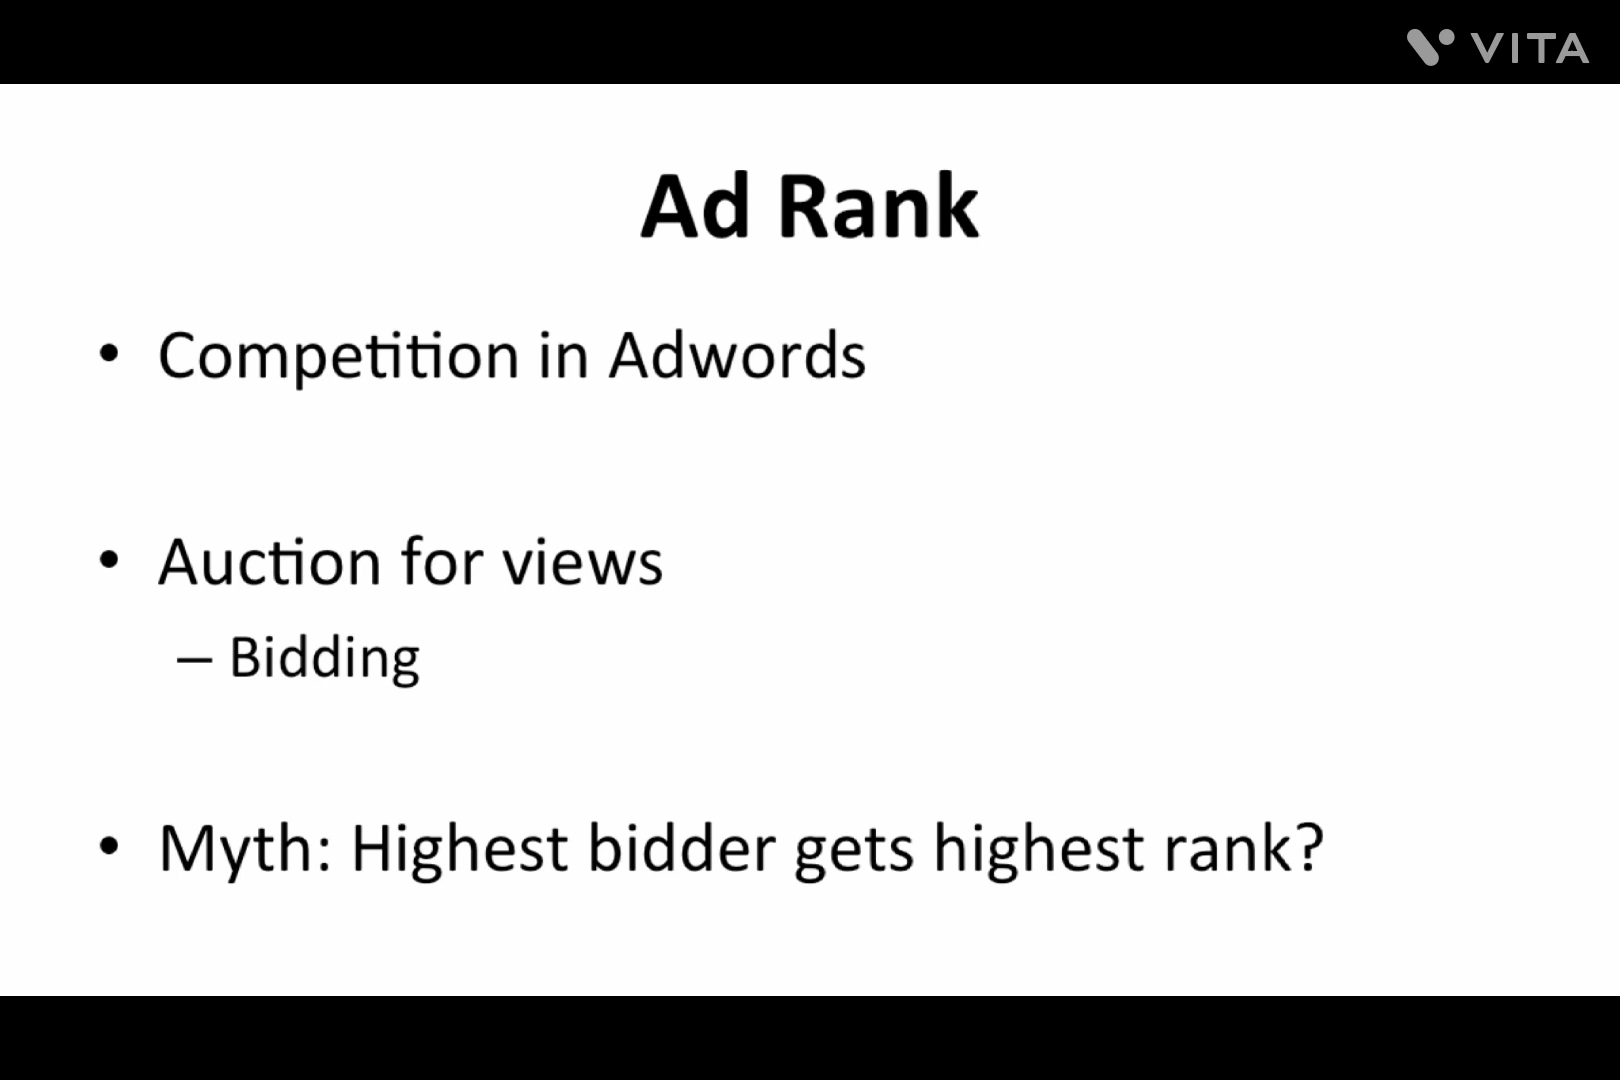 VITA
Ad Rank
• Competition in Adwords
• Auction for views
– Bidding
• Myth: Highest bidder gets highest rank?